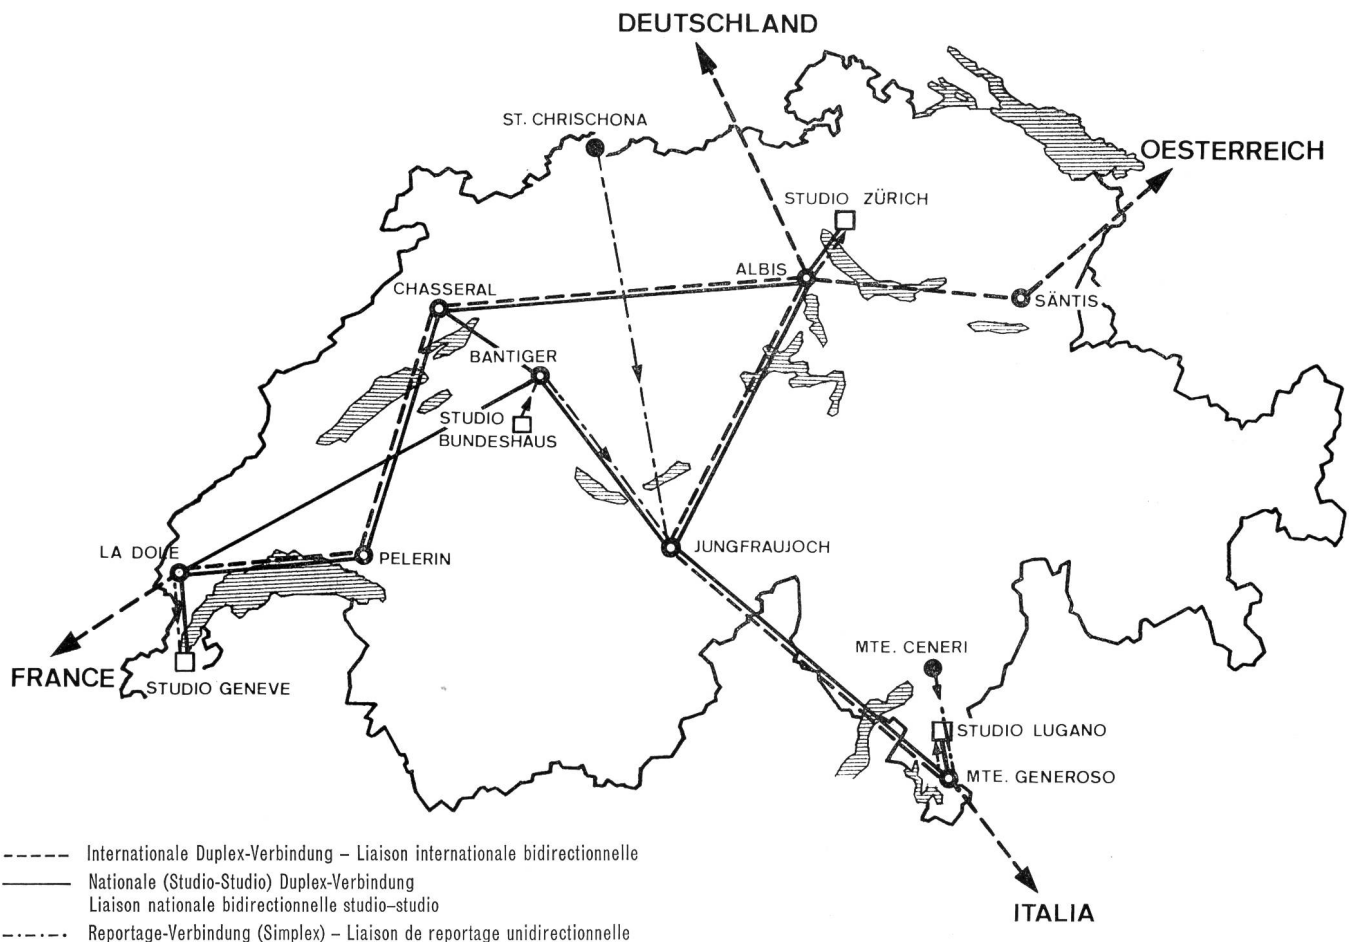 DEUTSCHLAND
ST. CHRISCHONA
OESTERREICH
STUDIO ZÜRICH
ALBIS
CHASSERAL
SÄNTIS
BANTIGER
STUDIO
BUNDESHAUS
LA DOLE
PELERIN
JUNGFRAUJOCH
MTE. CENERI
FRANCE
STUDIO GENEVE
STUDIO LUGANO
MTE. GENEROSO
ITALIA
Internationale Duplex-Verbindung – Liaison internationale bidirectionnelle
Nationale (Studio-Studio) Duplex-Verbindung
Liaison nationale bidirectionnelle studio–studio
Reportage-Verbindung (Simplex) – Liaison de reportage unidirectionnelle